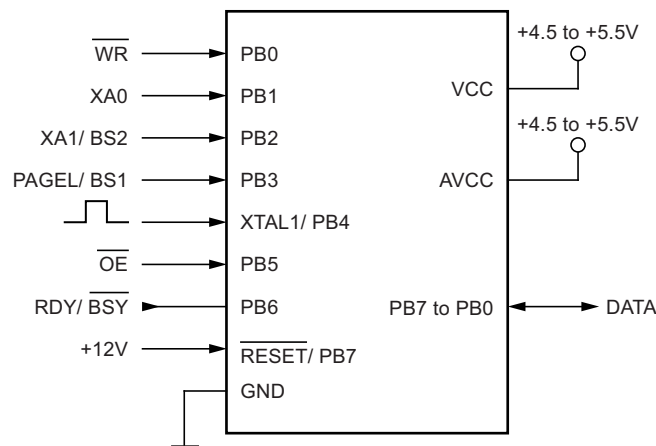 WR
PB0
XA0
PB1
XA1/ BS2
PB2
PAGEL/ BS1
PB3
XTAL1/ PB4
OE
PB5
RDY/ BSY
PB6
+12V
RESET/ PB7
GND
+4.5 to +5.5V
VCC
+4.5 to +5.5V
AVCC
PB7 to PB0
DATA